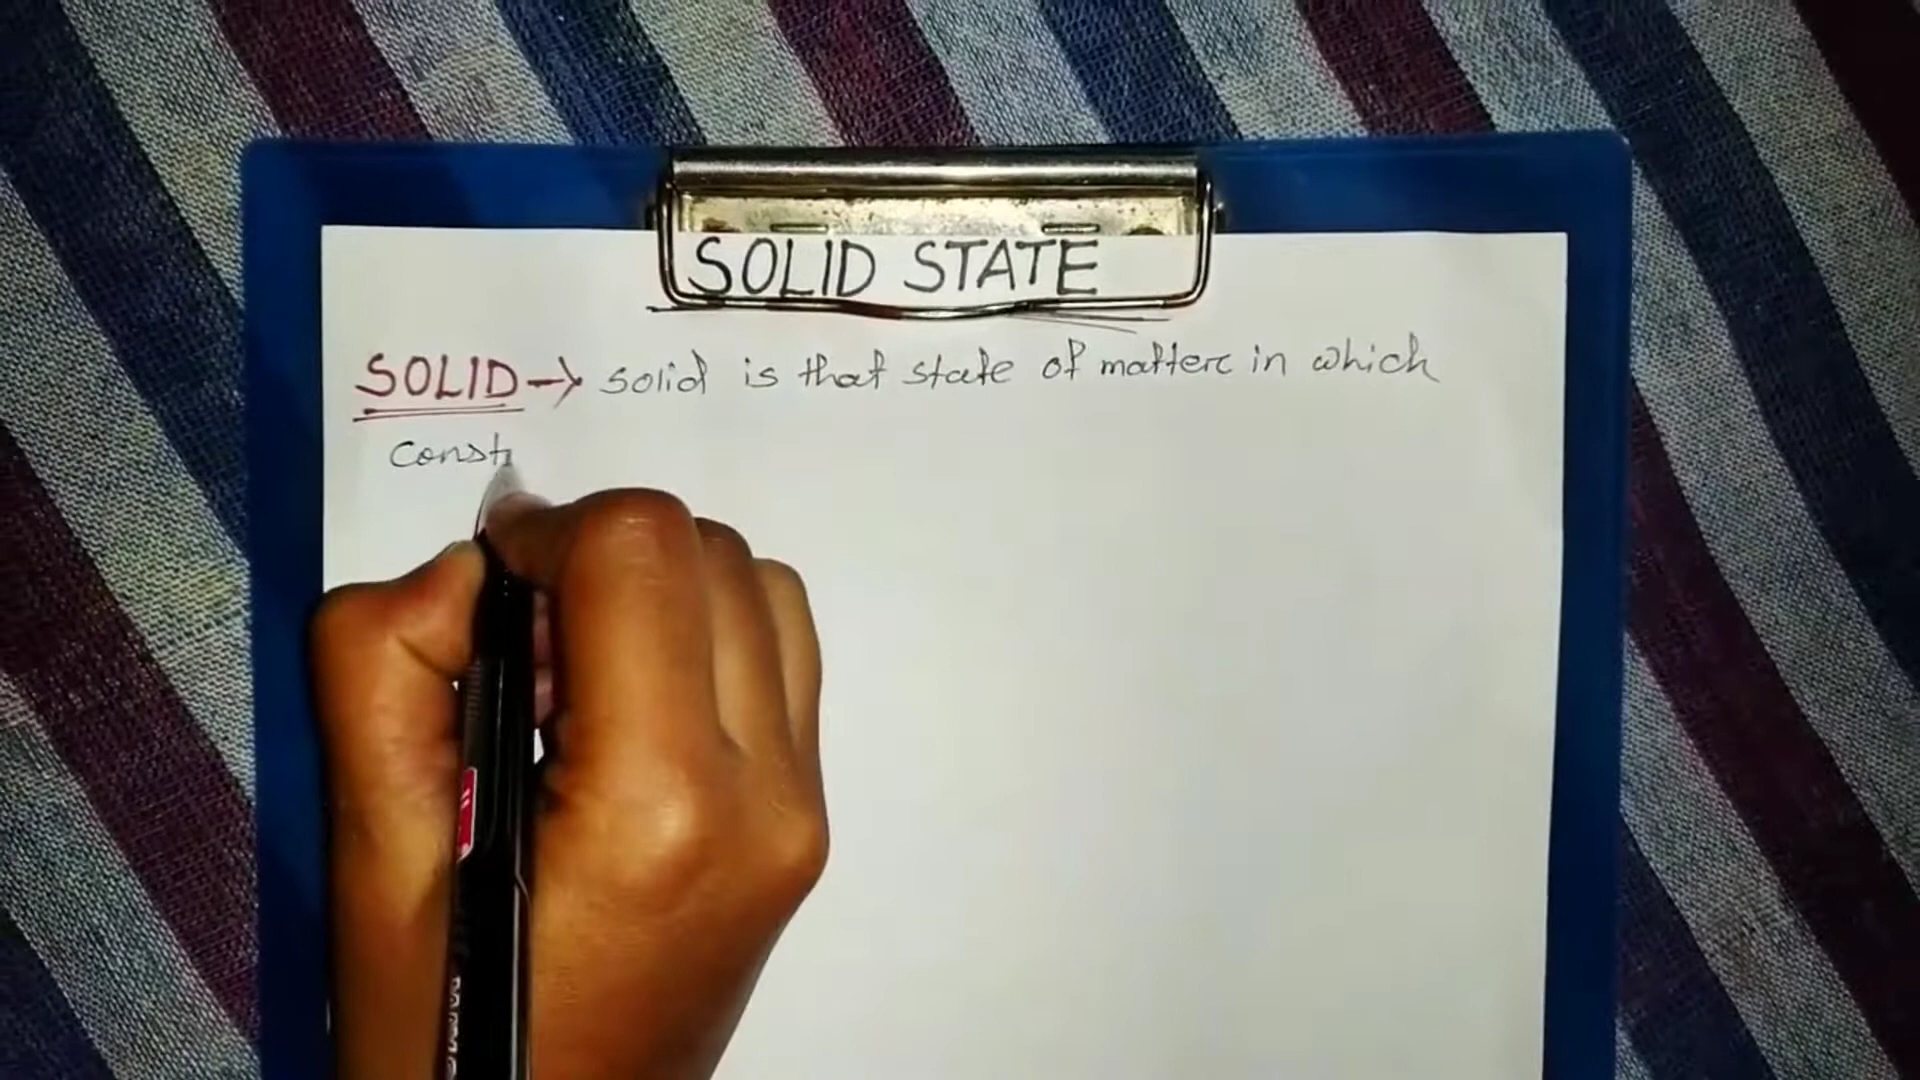 SOLID STATE
SOLID → solid is that state of matter in which
consti